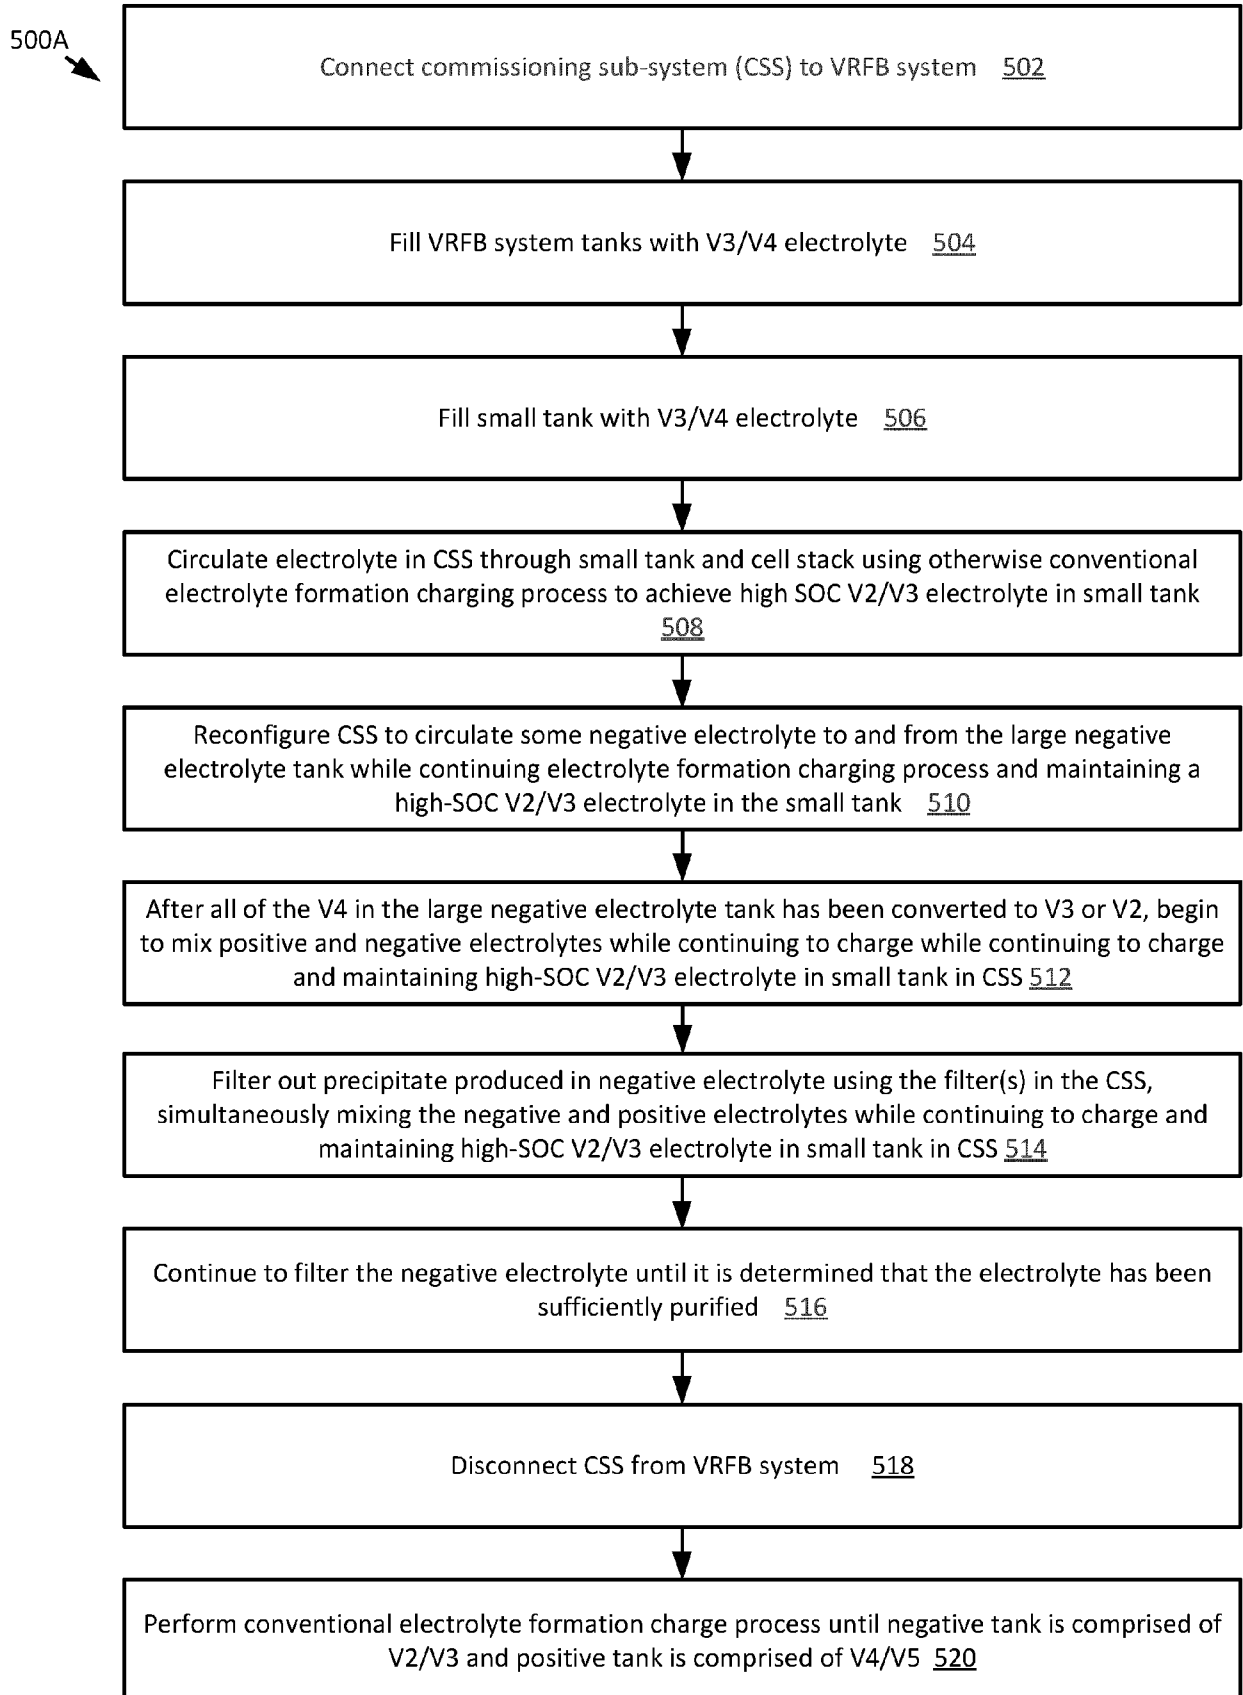 500A
Connect commissioning sub-system (CSS) to VRFB system 502
Fill VRFB system tanks with V3/V4 electrolyte 504
Fill small tank with V3/V4 electrolyte 506
Circulate electrolyte in CSS through small tank and cell stack using otherwise conventional
electrolyte formation charging process to achieve high SOC V2/V3 electrolyte in small tank
508
Reconfigure CSS to circulate some negative electrolyte to and from the large negative
electrolyte tank while continuing electrolyte formation charging process and maintaining a
high-SOC V2/V3 electrolyte in the small tank 510
After all of the V4 in the large negative electrolyte tank has been converted to V3 or V2, begin
to mix positive and negative electrolytes while continuing to charge while continuing to charge
and maintaining high-SOC V2/V3 electrolyte in small tank in CSS 512
Filter out precipitate produced in negative electrolyte using the filter(s) in the CSS,
simultaneously mixing the negative and positive electrolytes while continuing to charge and
maintaining high-SOC V2/V3 electrolyte in small tank in CSS 514
Continue to filter the negative electrolyte until it is determined that the electrolyte has been
sufficiently purified 516
Disconnect CSS from VRFB system 518
Perform conventional electrolyte formation charge process until negative tank is comprised of
V2/V3 and positive tank is comprised of V4/V5 520